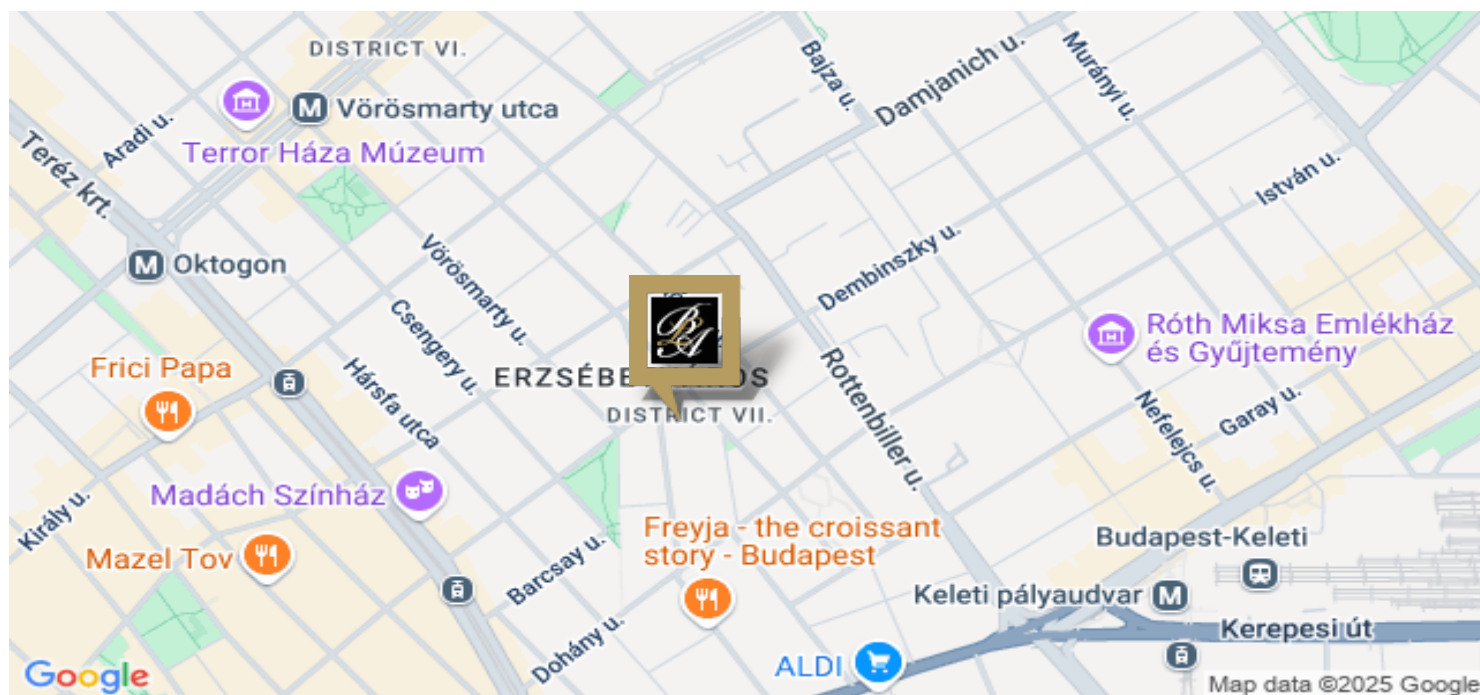 DISTRICT VI.
Bajza u.
Damjanich u.
Murányi u.
Aradi u.
Vörösmarty utca
Terror Háza Múzeum
Teréz krt.
István u.
Oktogon
Vörösmarty u.
Dembinszky u.
Csengery u.
BLA
Róth Miksa Emlékház
és Gyűjtemény
Frici Papa
Hársfa utca
DISTRICT VII.
Rottenbiller u.
Nefelejcs u.
Garay u.
Király u.
Madách Színház
Mazel Tov
Barcsay u.
Freyja - the croissant
story - Budapest
Budapest-Keleti
Keleti pályaudvar
Dohány u.
ALDI
Kerepesi út
Google
Map data ©2025 Google